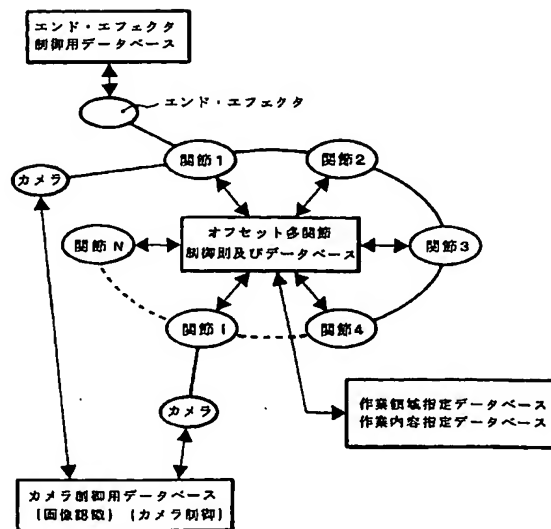 エンド・エフェクタ
制御用データベース
エンド・エフェクタ
関節1
関節2
カメラ
オフセット多関節
制御則及びデータベース
関節N
関節3
関節i
関節4
カメラ
作業領域指定データベース
作業内容指定データベース
カメラ制御用データベース
(画像認識) (カメラ制御)